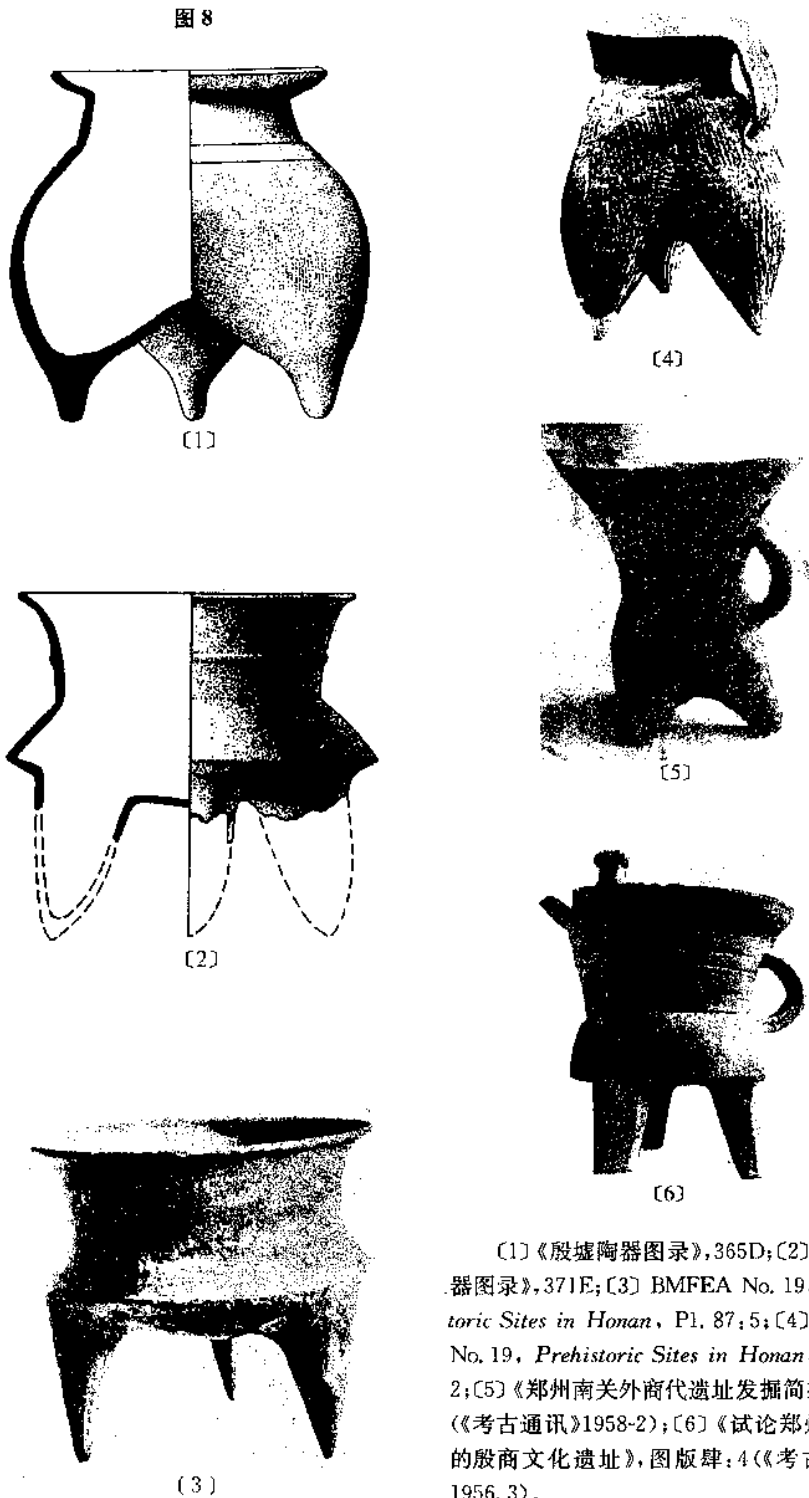 图 8
〔1〕
〔4〕
〔5〕
〔2〕
〔6〕
〔3〕
〔1〕《殷墟陶器图录》,365D;〔2〕
器图录》,371E;〔3〕 BMFEA No. 19
toric Sites in Honan, Pl. 87:5;〔4〕
No. 19, Prehistoric Sites in Honan
2;〔5〕《郑州南关外商代遗址发掘简
(《考古通讯》1958-2);〔6〕《试论郑
的殷商文化遗址》,图版肆:4(《考古
1956. 3)。